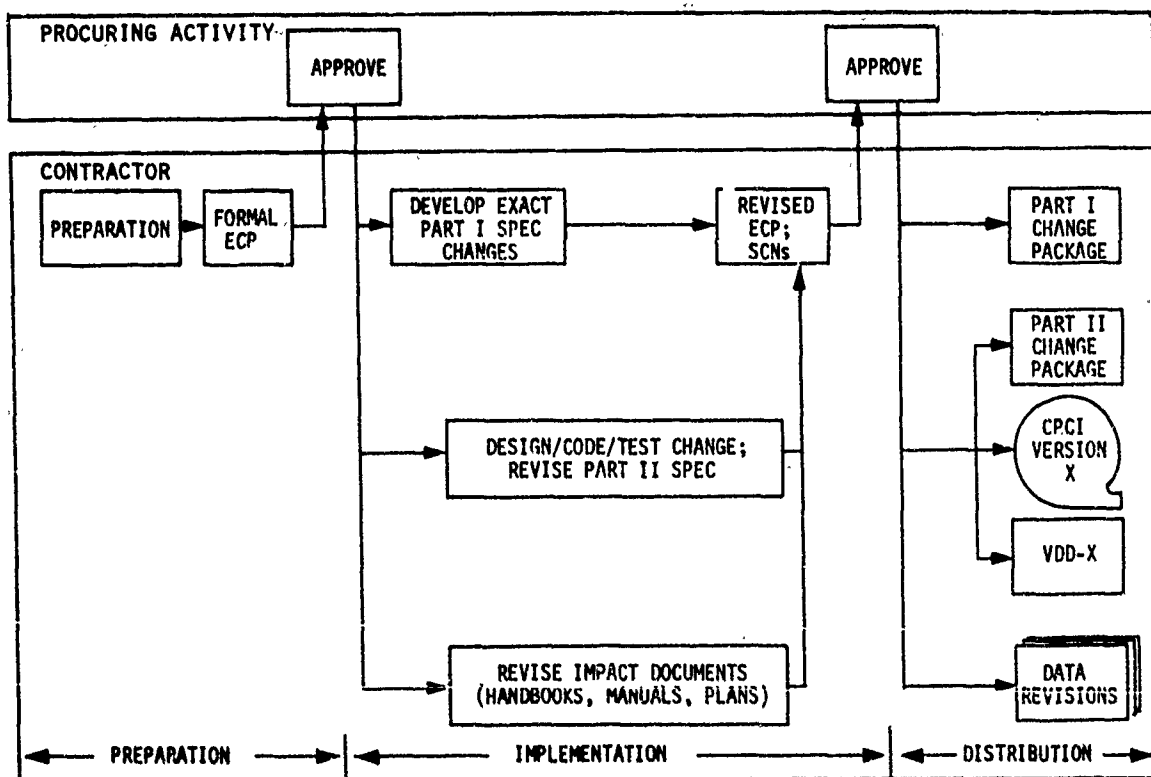 PROCURING ACTIVITY
APPROVE
APPROVE
CONTRACTOR
PREPARATION
FORMAL
ECP
DEVELOP EXACT
PART I SPEC
CHANGES
REVISED
ECP;
SCNs
PART I
CHANGE
PACKAGE
PART II
CHANGE
PACKAGE
DESIGN/CODE/TEST CHANGE;
REVISE PART II SPEC
CPCI
VERSION
X
VDD-X
REVISE IMPACT DOCUMENTS
(HANDBOOKS, MANUALS, PLANS)
DATA
REVISIONS
PREPARATION
IMPLEMENTATION
DISTRIBUTION